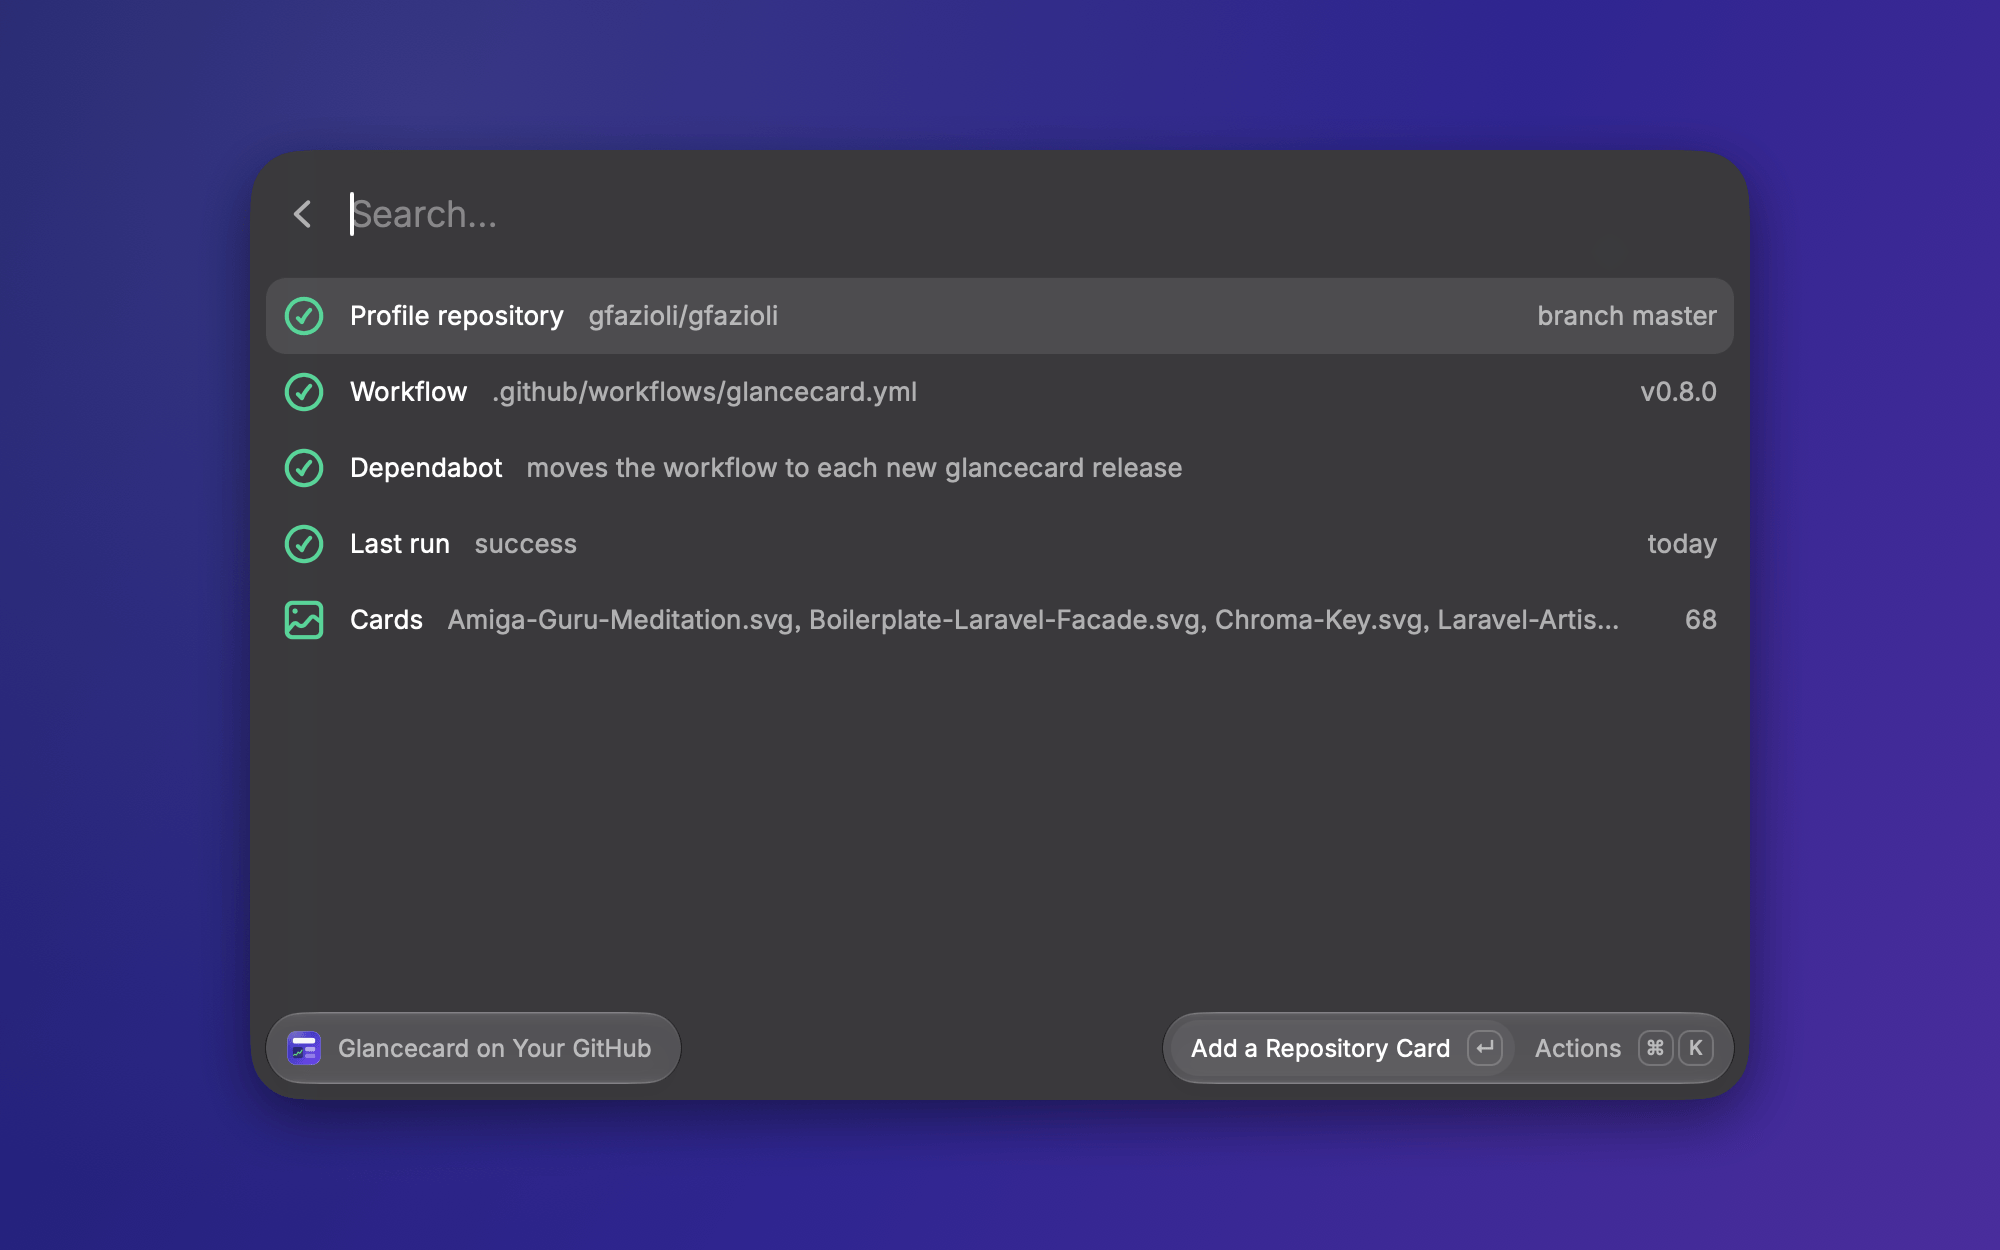 Search...
Profile repository gfazioli/gfazioli branch master
Workflow .github/workflows/glancecard.yml v0.8.0
Dependabot moves the workflow to each new glancecard release
Last run success today
Cards Amiga-Guru-Meditation.svg, Boilerplate-Laravel-Facade.svg, Chroma-Key.svg, Laravel-Artis... 68
Glancecard on Your GitHub Add a Repository Card ↵ Actions ⌘ K